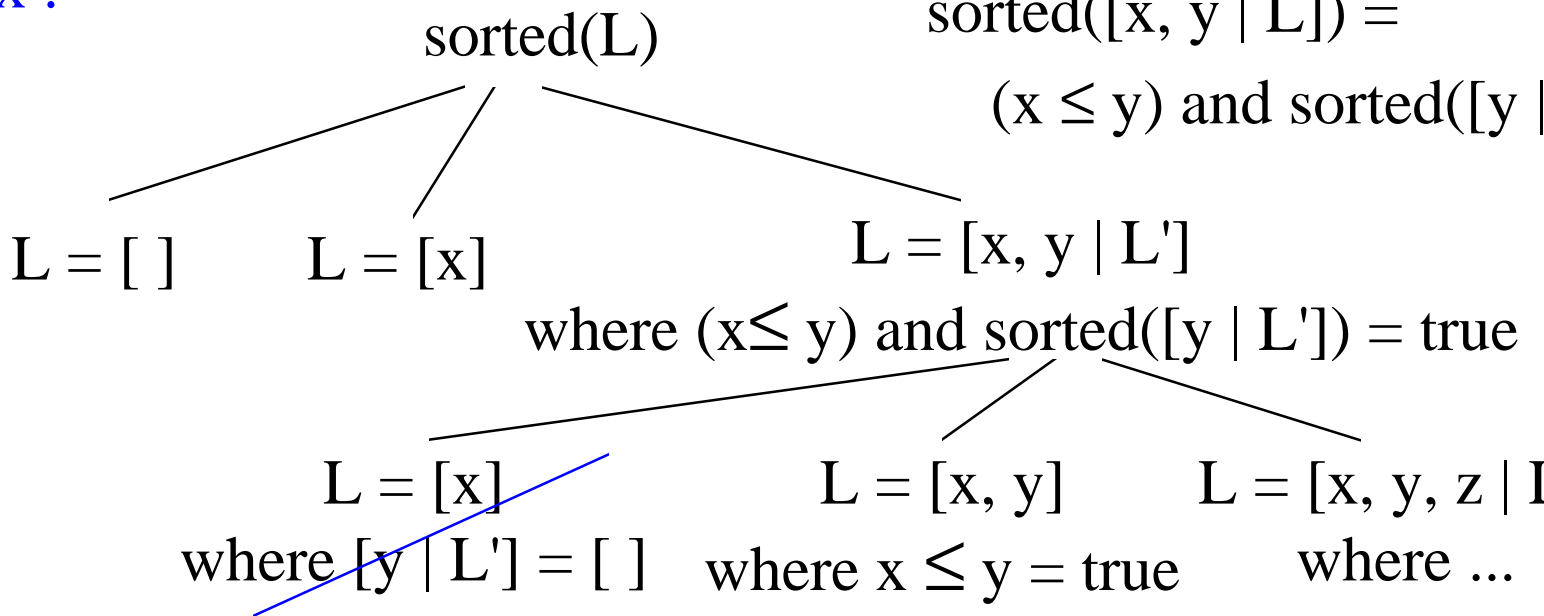 x .
sorted([x, y | L]) =
sorted(L)
(x ≤ y) and sorted([y |
L = [ ]
L = [x]
L = [x, y | L']
where (x≤ y) and sorted([y | L']) = true
L = [x]
L = [x, y]
L = [x, y, z |
where [y | L'] = [ ]
where x ≤ y = true
where ...